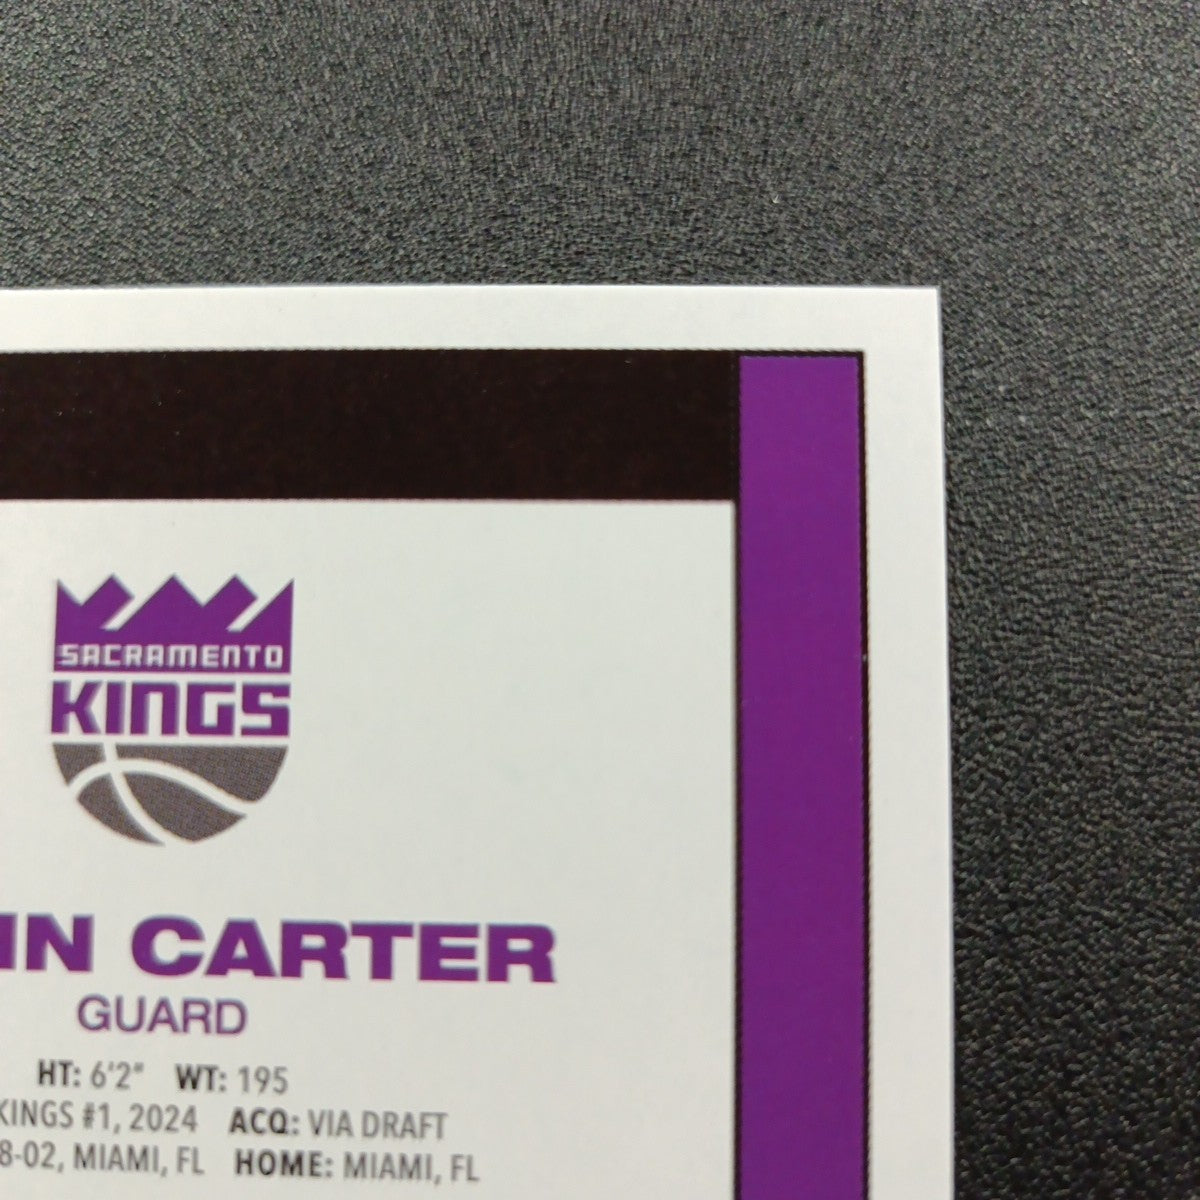 SACRAMENTO
KINGS
IN CARTER
GUARD
HT: 6'2" WT: 195
KINGS #1, 2024 ACQ: VIA DRAFT
8-02, MIAMI, FL HOME: MIAMI, FL